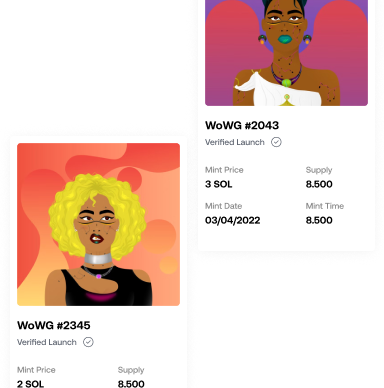 WoWG #2043
Verified Launch
Mint Price Supply
3 SOL 8.500
Mint Date Mint Time
03/04/2022 8.500
WoWG #2345
Verified Launch
Mint Price Supply
2 SOL 8.500